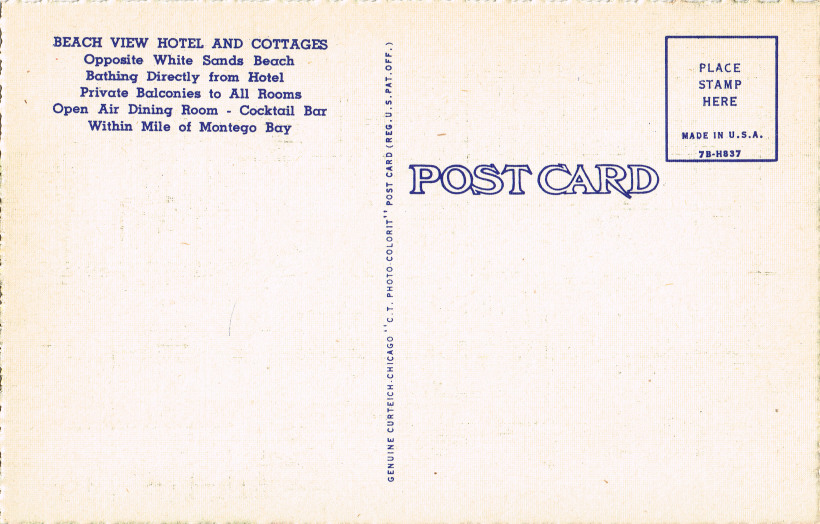 BEACH VIEW HOTEL AND COTTAGES
Opposite White Sands Beach
Bathing Directly from Hotel
Private Balconies to All Rooms
Open Air Dining Room - Cocktail Bar
Within Mile of Montego Bay
GENUINE CURTEICH-CHICAGO "C.T. PHOTO COLORIT" POST CARD (REG. U.S. PAT. OFF.)
POST CARD
PLACE
STAMP
HERE
MADE IN U.S.A.
7B-H837